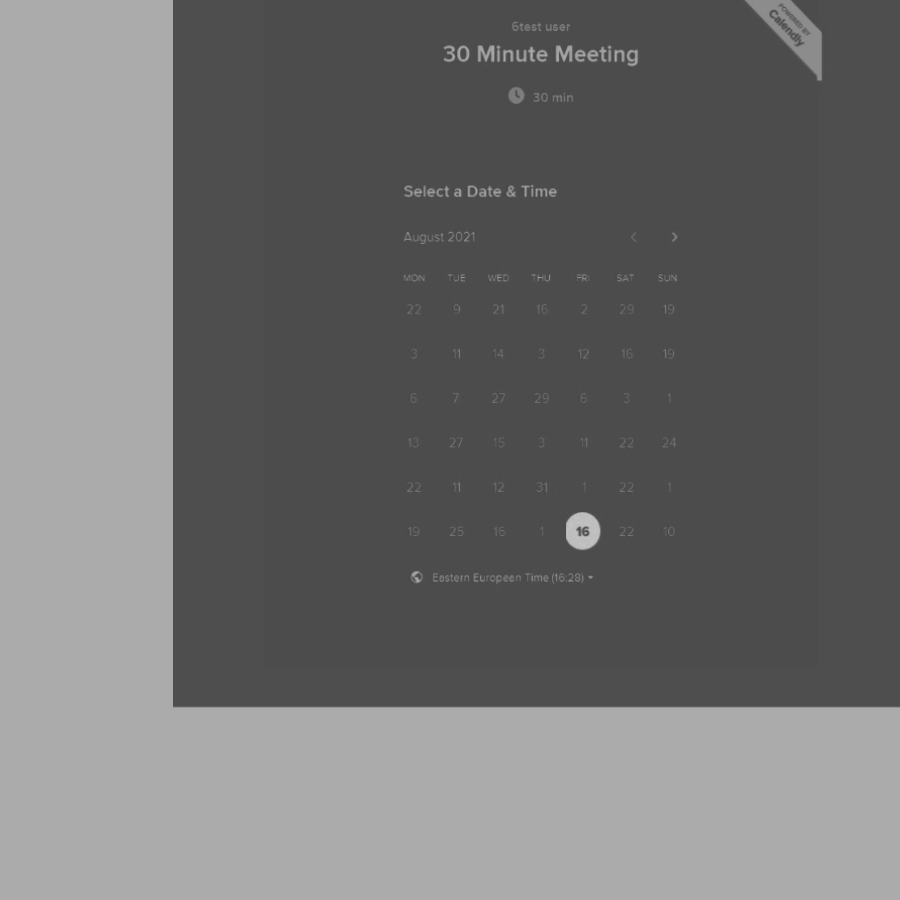 POWERED BY
Calendly
6test user
30 Minute Meeting
30 min
Select a Date & Time
August 2021
MON TUE WED THU FRI SAT SUN
22 9 21 16 2 29 19
3 11 14 3 12 16 19
6 7 27 29 6 3 1
13 27 15 3 11 22 24
22 11 12 31 1 22 1
19 25 16 1 16 22 10
Eastern European Time (16:28)